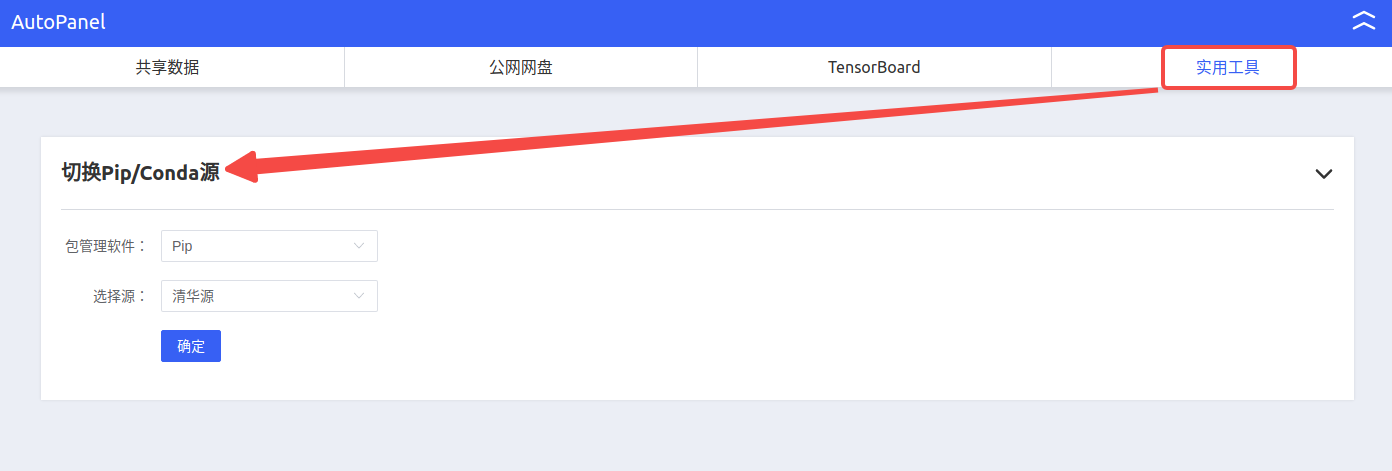 AutoPanel
共享数据
公网网盘
TensorBoard
实用工具
切换Pip/Conda源
包管理软件：
Pip
选择源：
清华源
确定